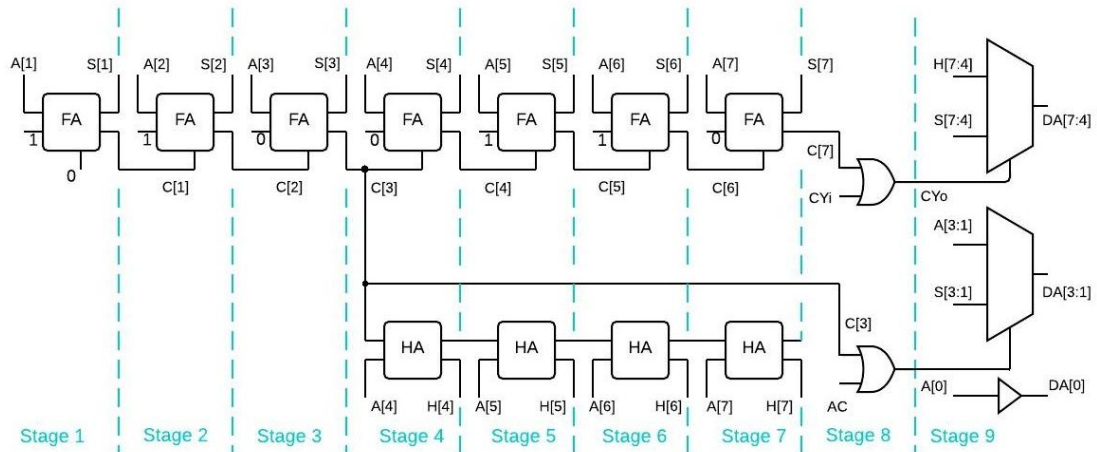 A[1] S[1] A[2] S[2] A[3] S[3] A[4] S[4] A[5] S[5] A[6] S[6] A[7] S[7]
H[7:4]
FA FA FA FA FA FA FA
S[7:4] DA[7:4]
1 1 0 0 1 1 0
C[7]
0
C[1] C[2] C[3] C[4] C[5] C[6]
CYi CYo
A[3:1]
S[3:1] DA[3:1]
C[3]
HA HA HA HA
A[0] DA[0]
A[4] H[4] A[5] H[5] A[6] H[6] A[7] H[7] AC
Stage 1 Stage 2 Stage 3 Stage 4 Stage 5 Stage 6 Stage 7 Stage 8 Stage 9